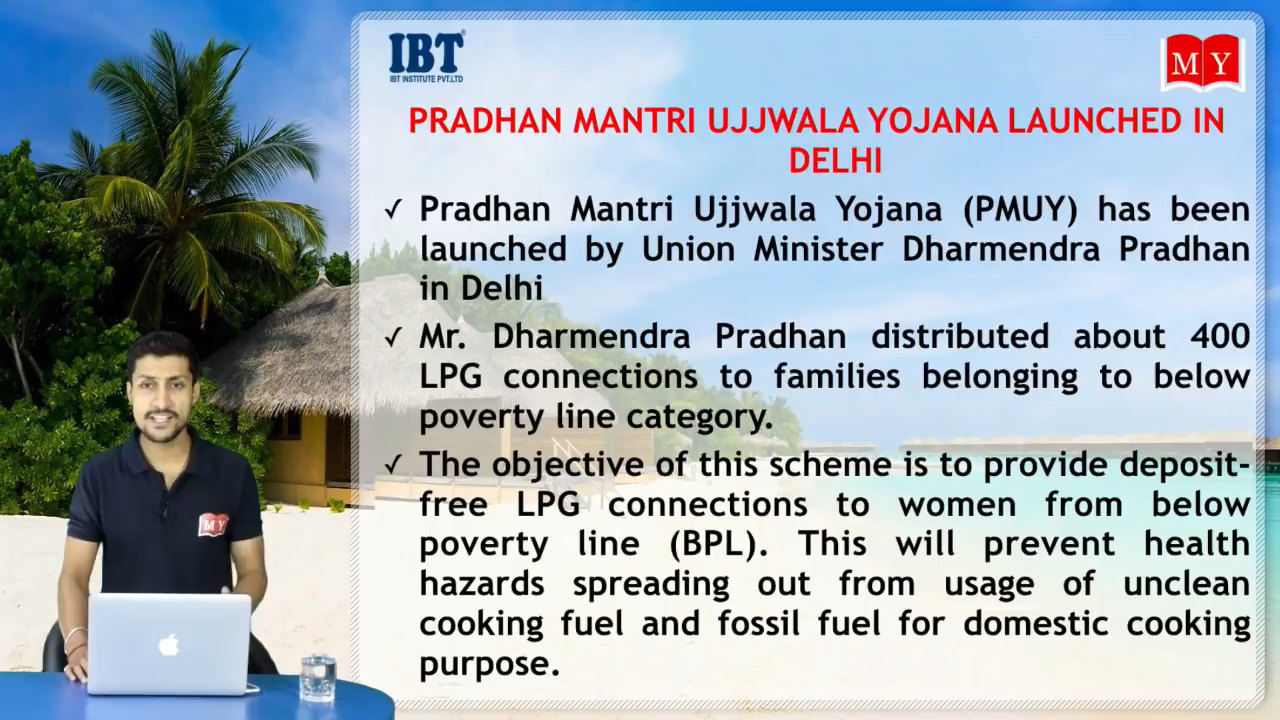 IBT
IBT INSTITUTE PVT.LTD
M Y
PRADHAN MANTRI UJJWALA YOJANA LAUNCHED IN
DELHI
✓ Pradhan Mantri Ujjwala Yojana (PMUY) has been
launched by Union Minister Dharmendra Pradhan
in Delhi
✓ Mr. Dharmendra Pradhan distributed about 400
LPG connections to families belonging to below
poverty line category.
✓ The objective of this scheme is to provide deposit-
free LPG connections to women from below
poverty line (BPL). This will prevent health
hazards spreading out from usage of unclean
cooking fuel and fossil fuel for domestic cooking
purpose.
M Y